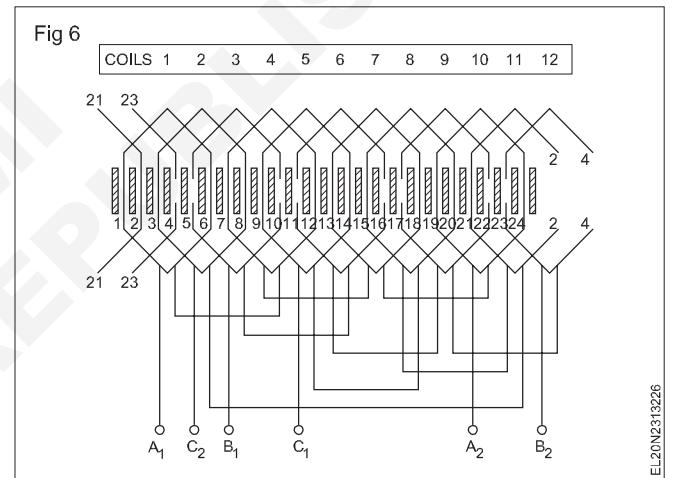 Fig 6
COILS 1 2 3 4 5 6 7 8 9 10 11 12
21 23
2 4
1 2 3 4 5 6 7 8 9 10 11 12 13 14 15 16 17 18 19 20 21 22 23 24 2 4
21 23
A1 C2 B1 C1 A2 B2
EL20N2313226